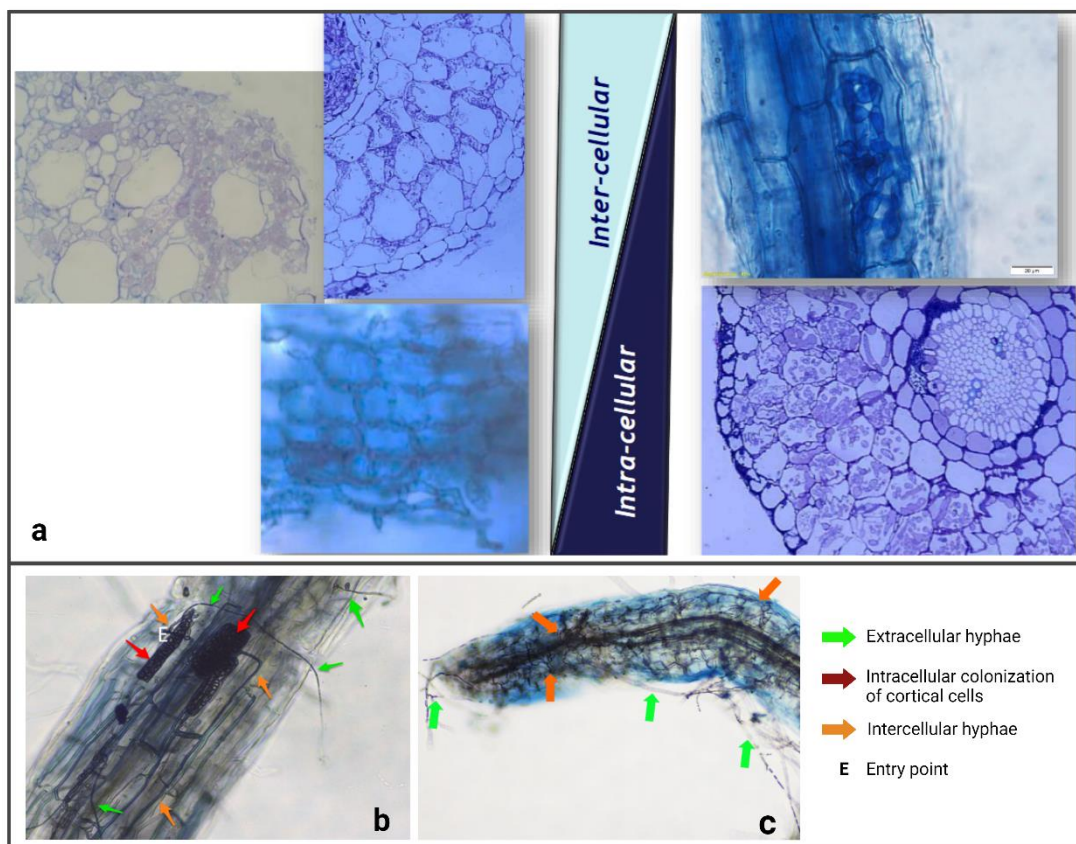 Inter-cellular
Intra-cellular
a
E
b
c
Extracellular hyphae
Intracellular colonization
of cortical cells
Intercellular hyphae
E Entry point